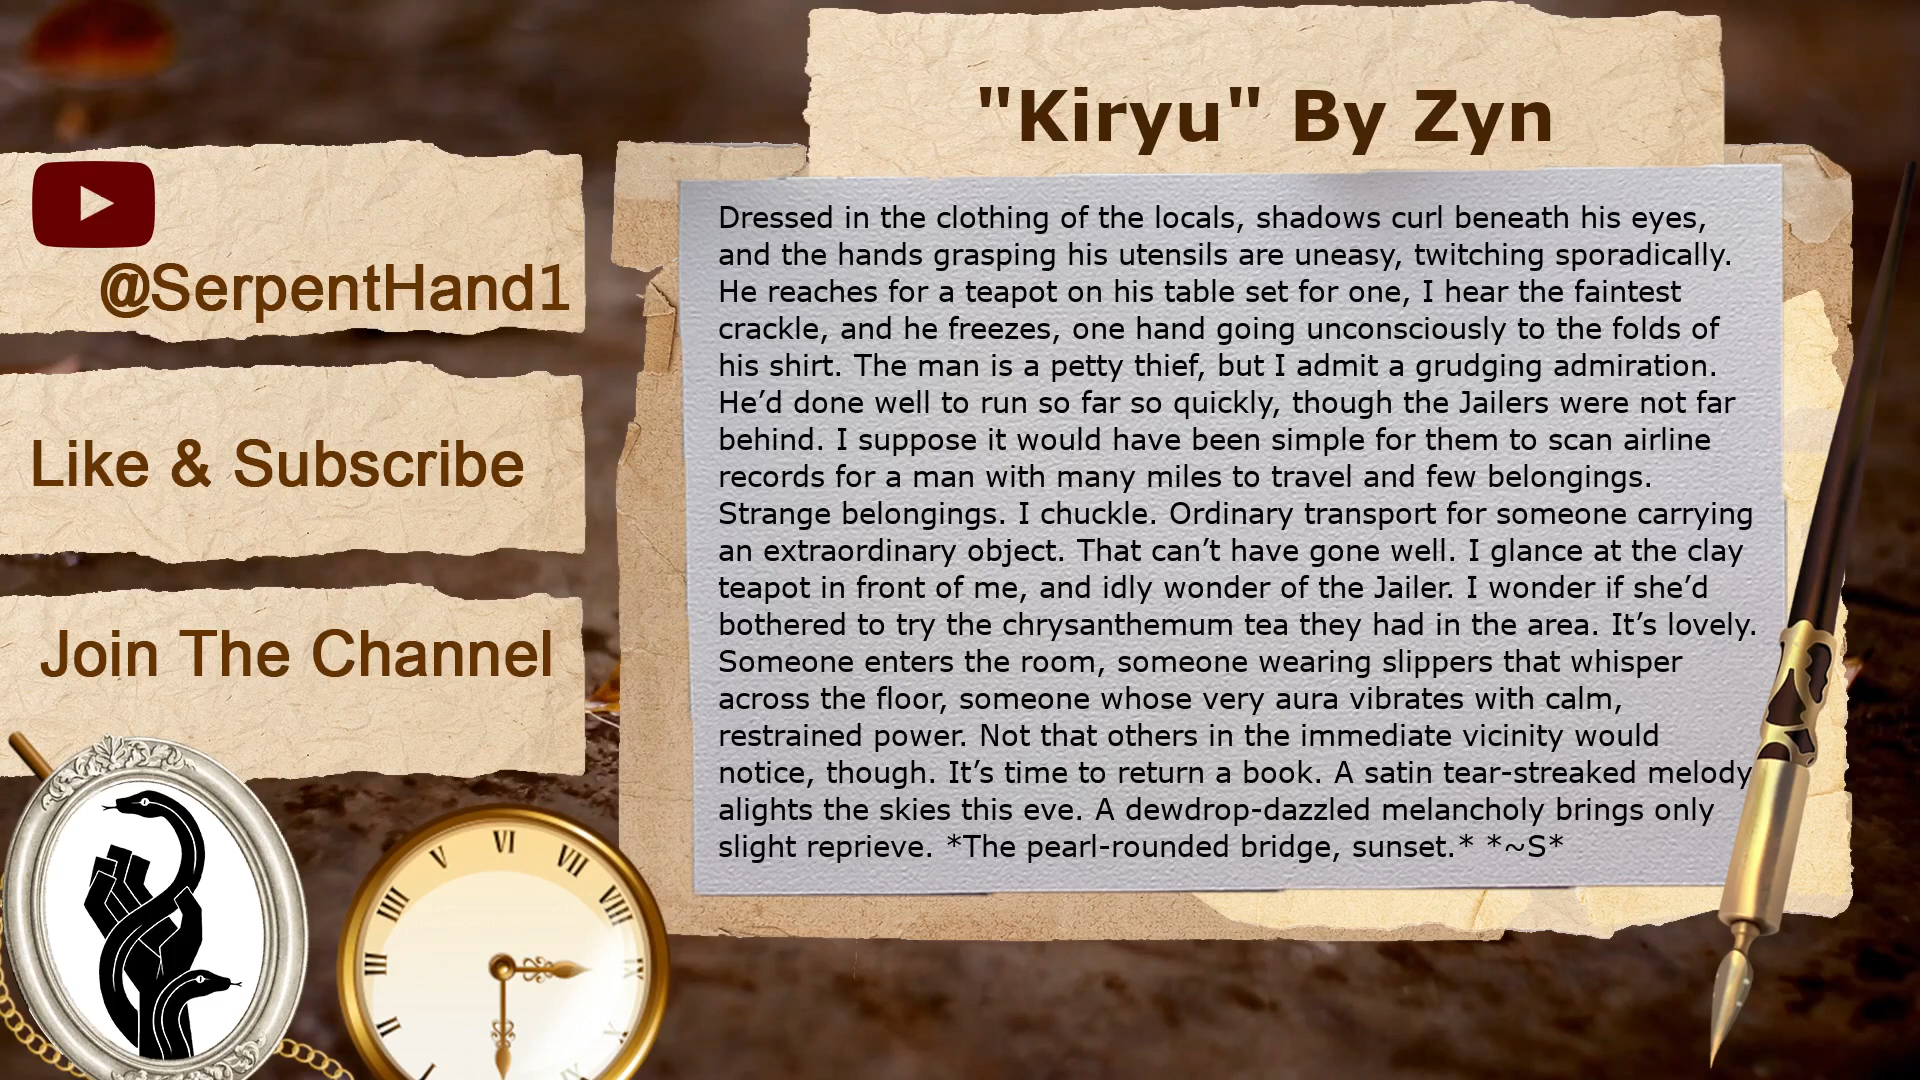 "Kiryu" By Zyn
@SerpentHand1
Like & Subscribe
Join The Channel
Dressed in the clothing of the locals, shadows curl beneath his eyes,
and the hands grasping his utensils are uneasy, twitching sporadically.
He reaches for a teapot on his table set for one, I hear the faintest
crackle, and he freezes, one hand going unconsciously to the folds of
his shirt. The man is a petty thief, but I admit a grudging admiration.
He’d done well to run so far so quickly, though the Jailers were not far
behind. I suppose it would have been simple for them to scan airline
records for a man with many miles to travel and few belongings.
Strange belongings. I chuckle. Ordinary transport for someone carrying
an extraordinary object. That can’t have gone well. I glance at the clay
teapot in front of me, and idly wonder of the Jailer. I wonder if she’d
bothered to try the chrysanthemum tea they had in the area. It’s lovely.
Someone enters the room, someone wearing slippers that whisper
across the floor, someone whose very aura vibrates with calm,
restrained power. Not that others in the immediate vicinity would
notice, though. It’s time to return a book. A satin tear-streaked melody
alights the skies this eve. A dewdrop-dazzled melancholy brings only
slight reprieve. *The pearl-rounded bridge, sunset.* *~S*
II
III
IIII
V
VI
VII
VIII
IX
X